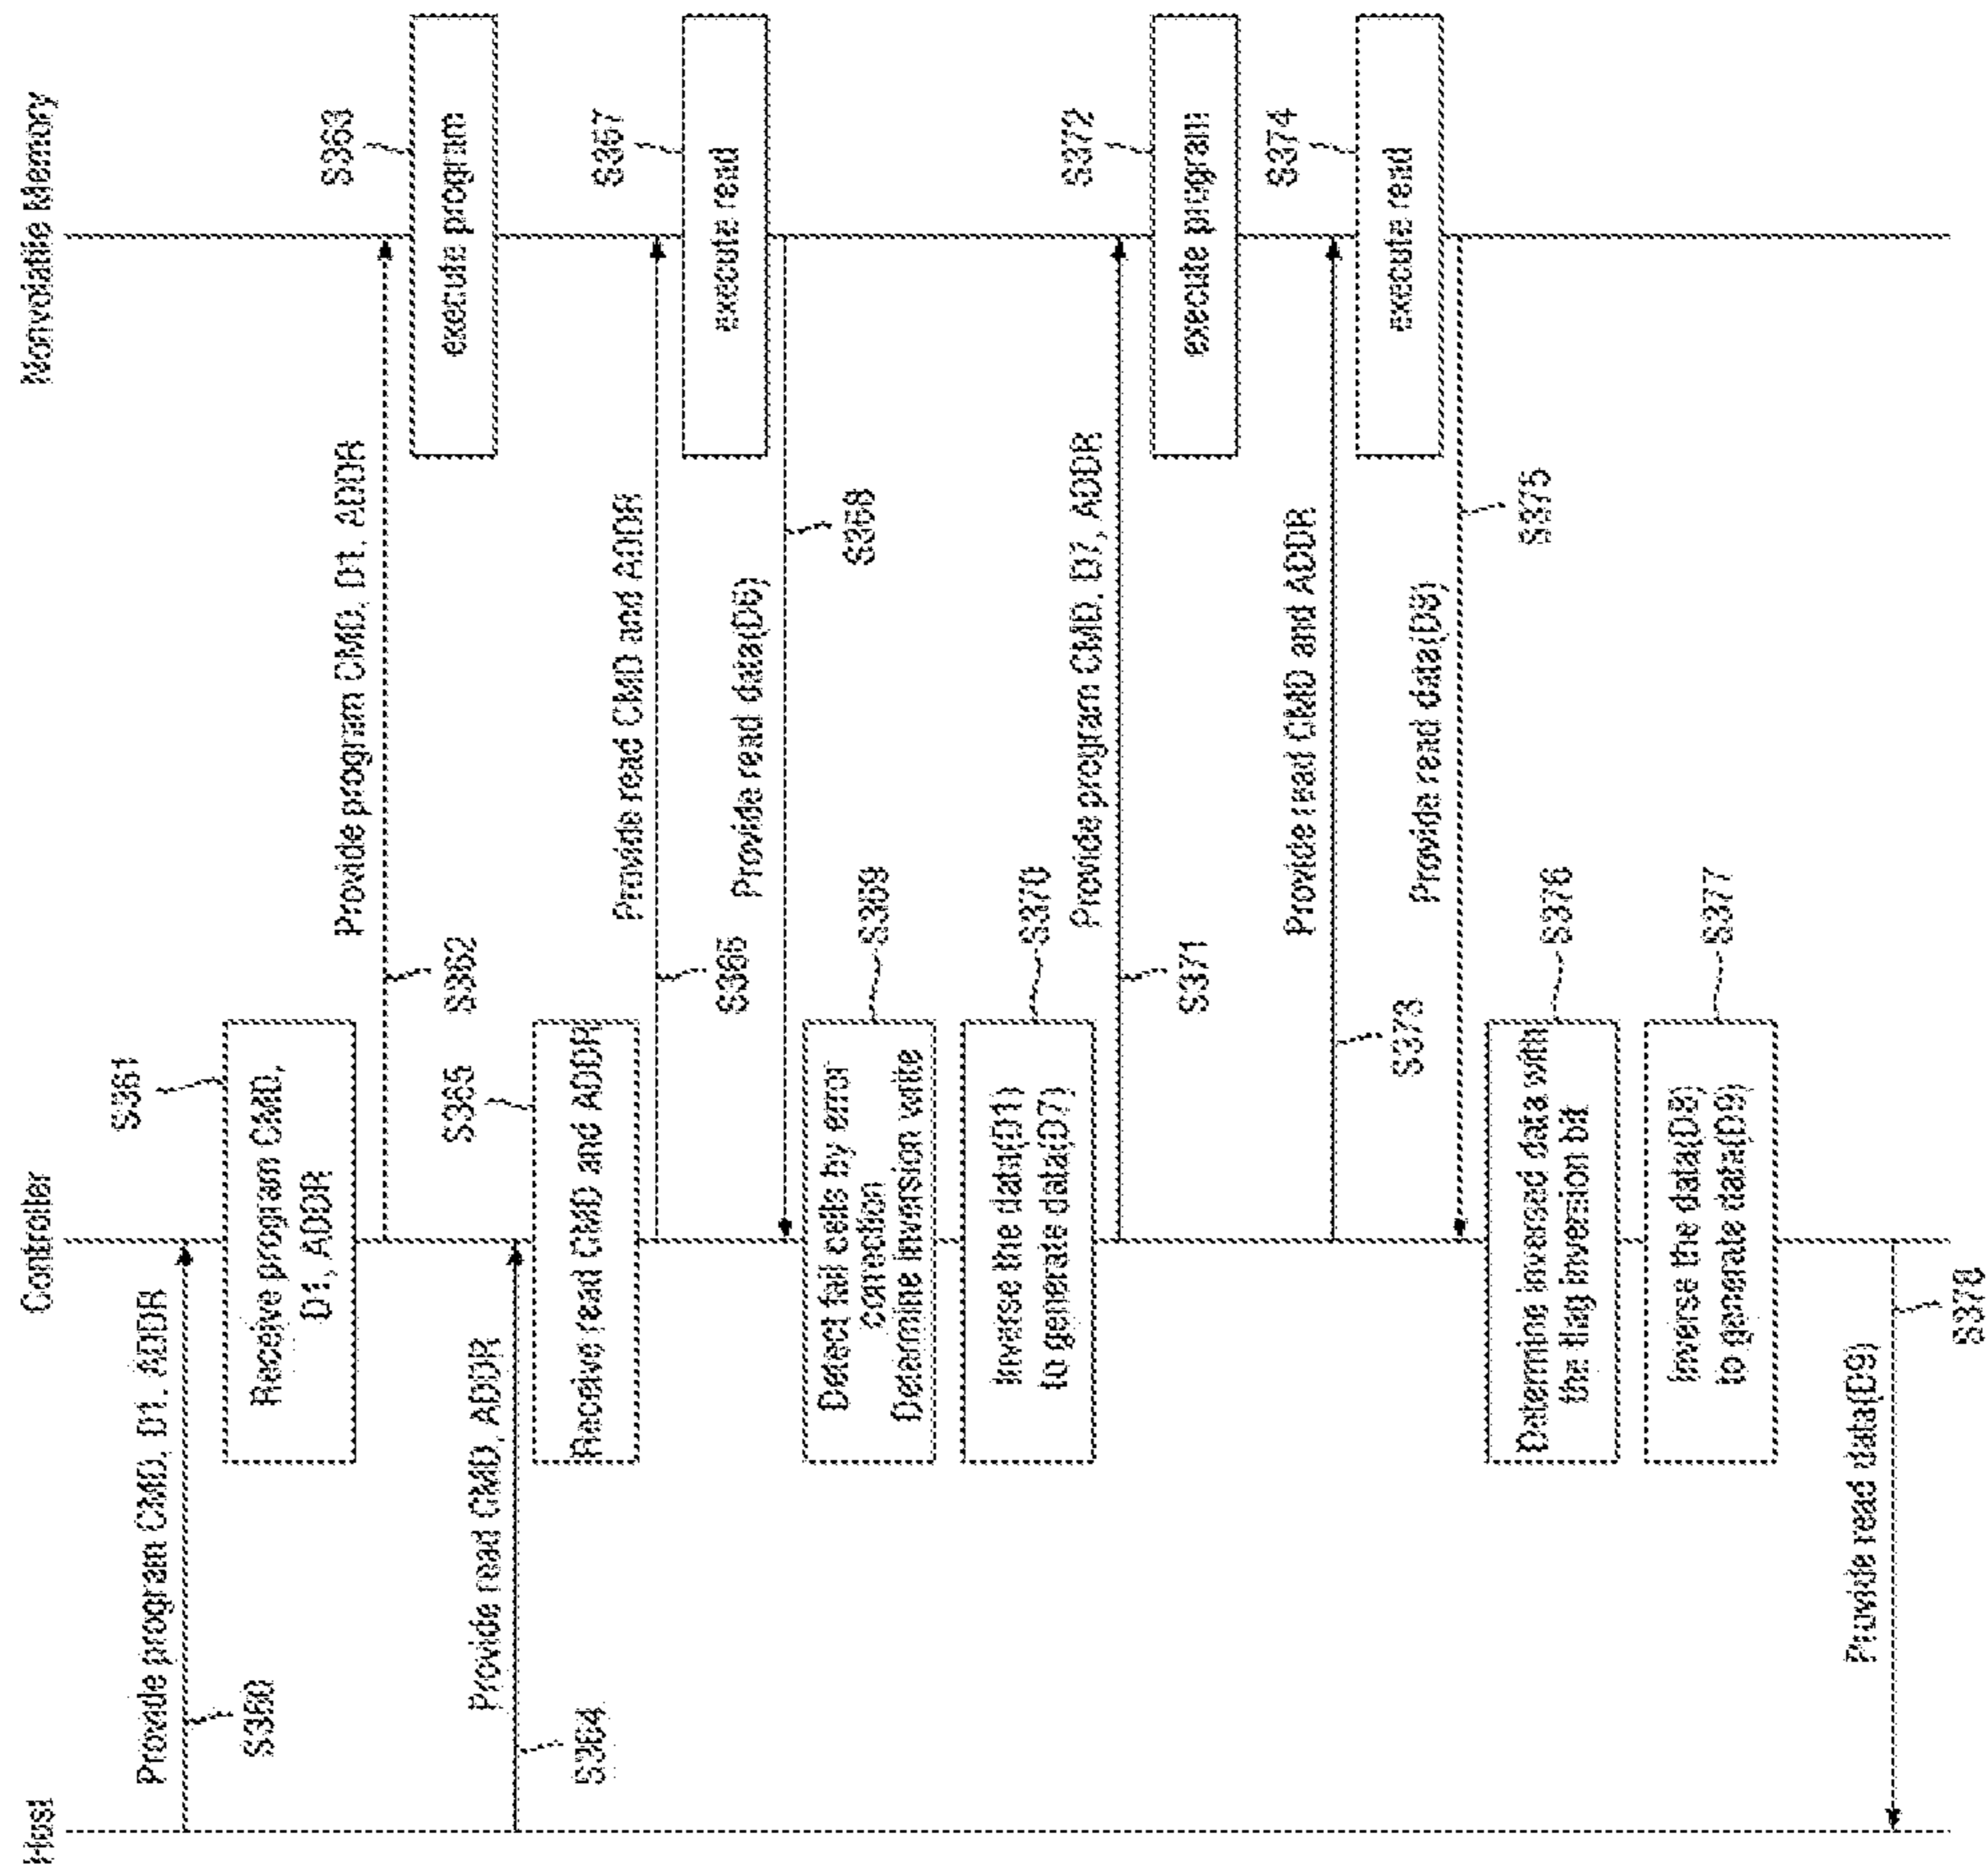 Host
Controller
Nonvolatile Memory
Provide program CMD, D1, ADDR
S360
S361
Receive program CMD,
D1, ADDR
Provide program CMD, D1, ADDR
S362
S363
execute program
Provide read CMD, ADDR
S364
S365
Receive read CMD and ADDR
Provide read CMD and ADDR
S366
S367
execute read
Provide read data(D6)
S368
Detect fail cells by error
correction
Determine inversion write
S369
Inverse the data(D1)
to generate data(D7)
S370
Provide program CMD, D7, ADDR
S371
S372
execute program
Provide read CMD and ADDR
S373
S374
execute read
Provide read data(D8)
S375
Determine inversed data with
the flag inversion bit
S376
Inverse the data(D8)
to generate data(D9)
S377
Provide read data(D9)
S378